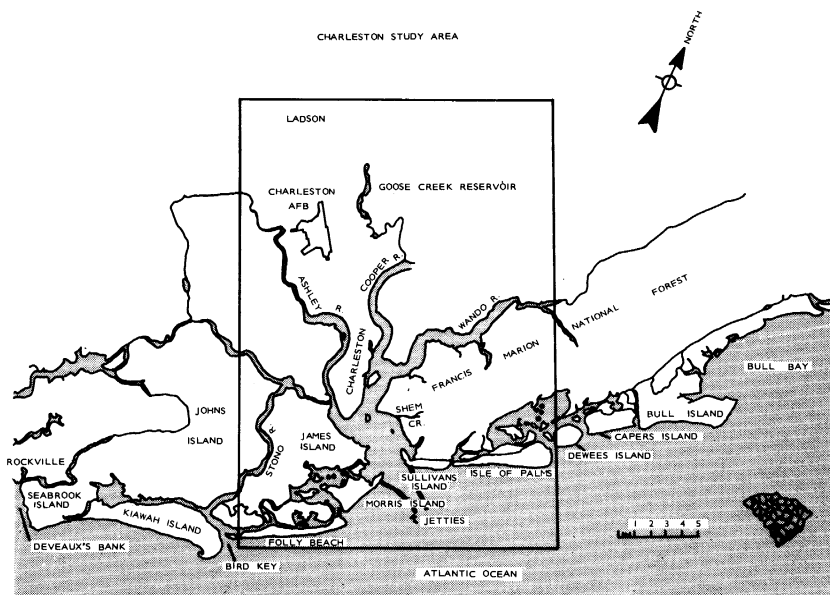 CHARLESTON STUDY AREA
NORTH
LADSON
CHARLESTON
AFB
GOOSE CREEK RESERVOIR
ASHLEY R.
COOPER R.
WANDO R.
CHARLESTON
FRANCIS MARION NATIONAL FOREST
BULL BAY
JOHNS
ISLAND
SHEM
CR.
BULL ISLAND
STONO R.
JAMES
ISLAND
CAPERS ISLAND
DEWEES ISLAND
ROCKVILLE
SULLIVANS
ISLAND
ISLE OF PALMS
SEABROOK
ISLAND
KIAWAH ISLAND
MORRIS ISLAND
JETTIES
1 2 3 4 5
DEVEAUX'S BANK
FOLLY BEACH
BIRD KEY
ATLANTIC OCEAN